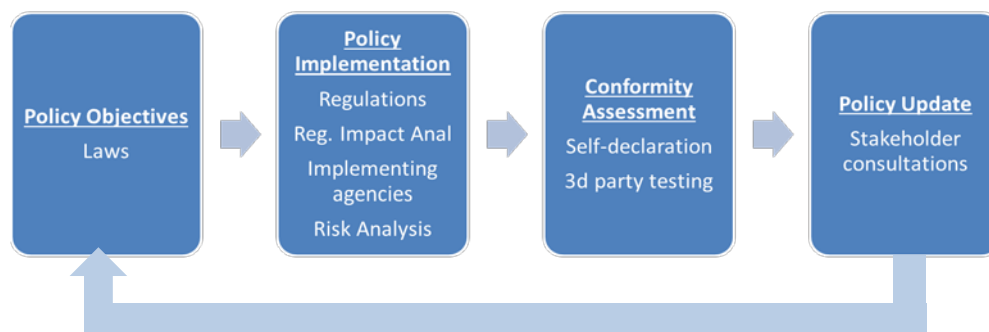 Policy Objectives
Laws
Policy
Implementation
Regulations
Reg. Impact Anal
Implementing
agencies
Risk Analysis
Conformity
Assessment
Self-declaration
3d party testing
Policy Update
Stakeholder
consultations